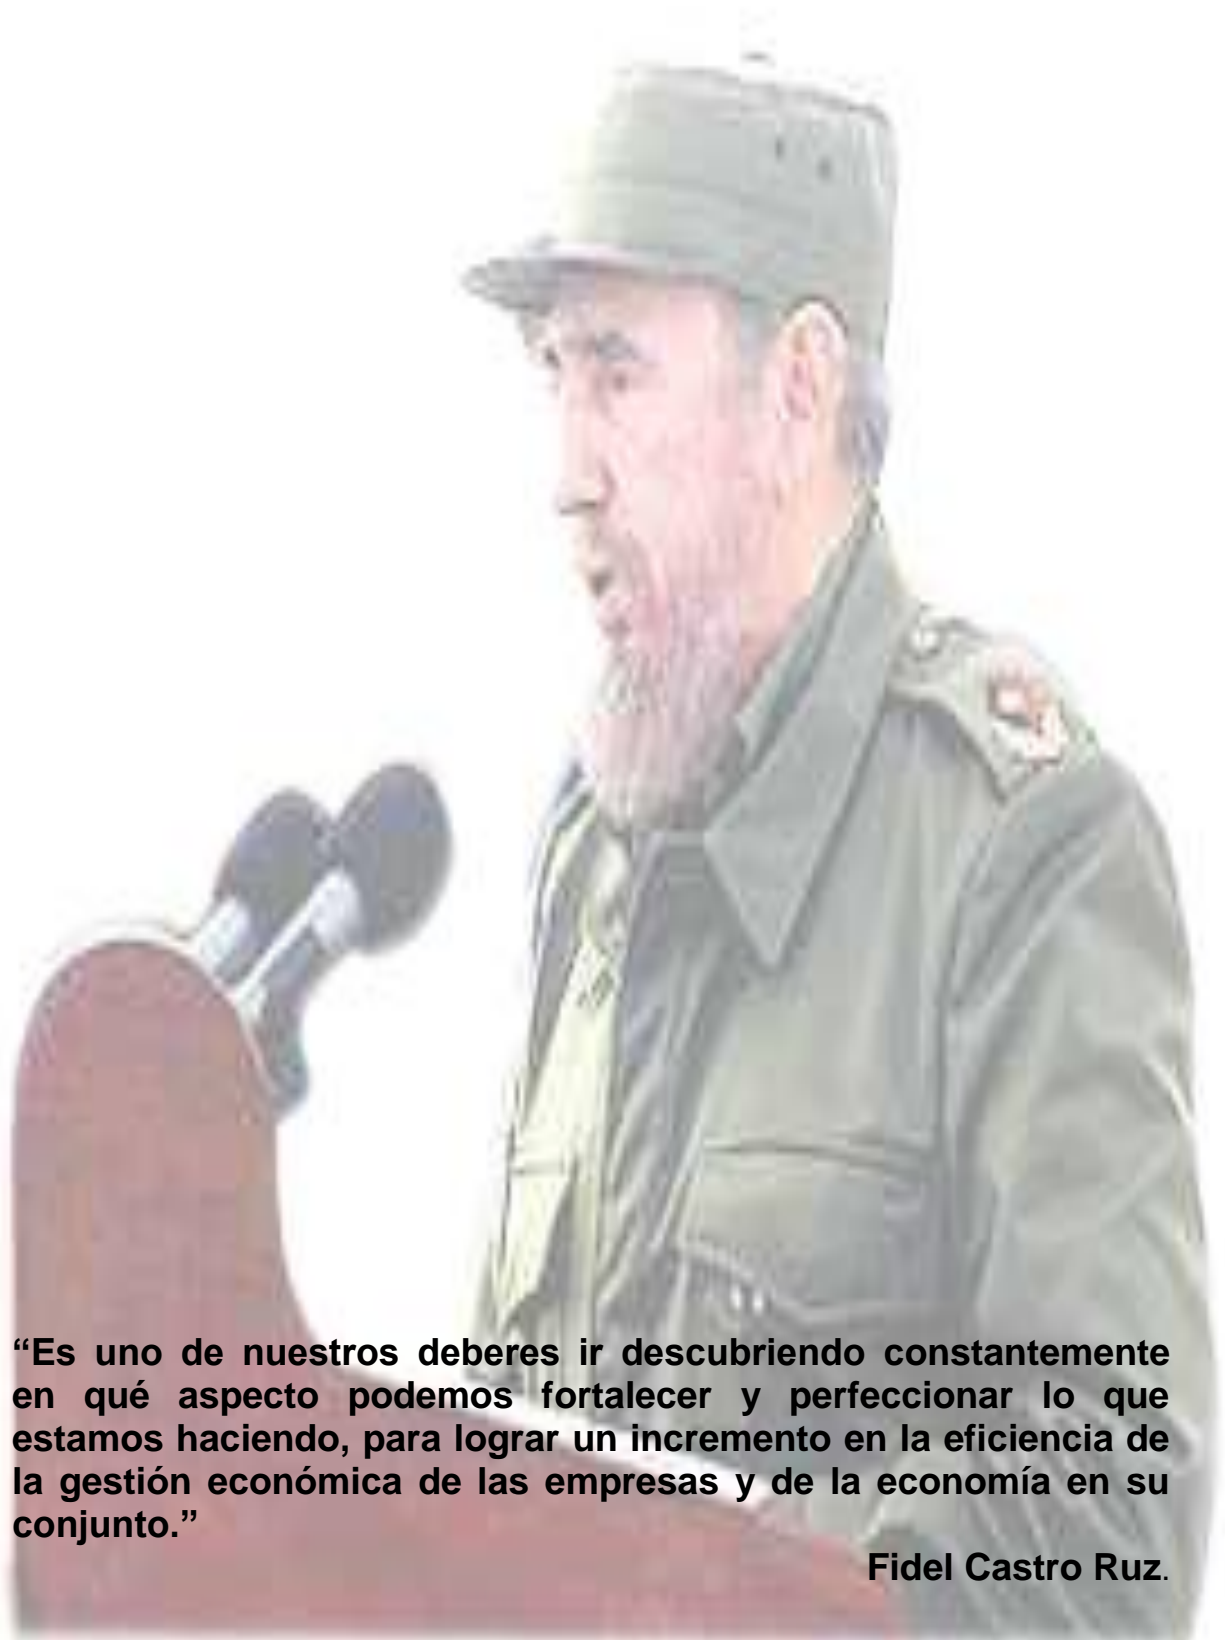 “Es uno de nuestros deberes ir descubriendo constantemente
en qué aspecto podemos fortalecer y perfeccionar lo que
estamos haciendo, para lograr un incremento en la eficiencia de
la gestión económica de las empresas y de la economía en su
conjunto.”
Fidel Castro Ruz.